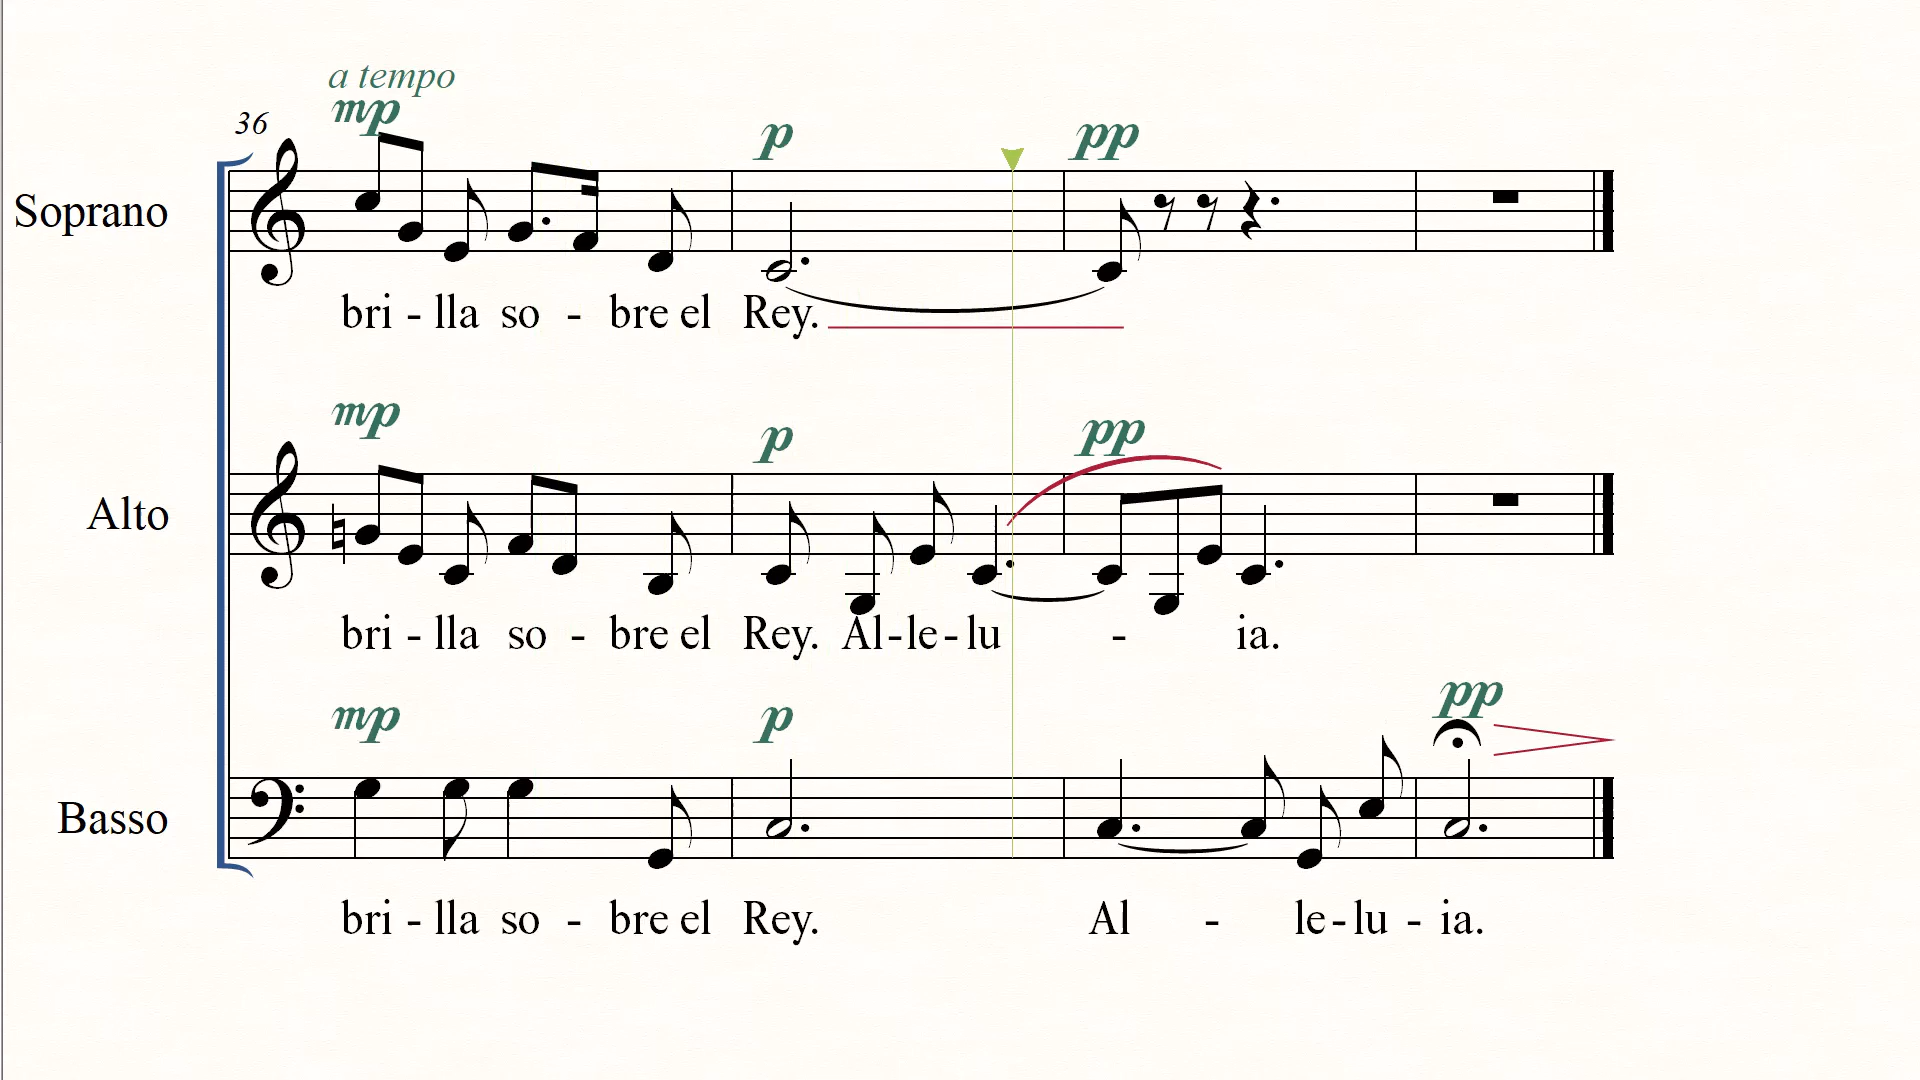 a tempo
mp
36
p
pp
Soprano
bri - lla so - bre el Rey.
mp
p
pp
Alto
bri - lla so - bre el Rey. Al - le - lu - ia.
pp
mp
p
Basso
bri - lla so - bre el Rey. Al - le - lu - ia.